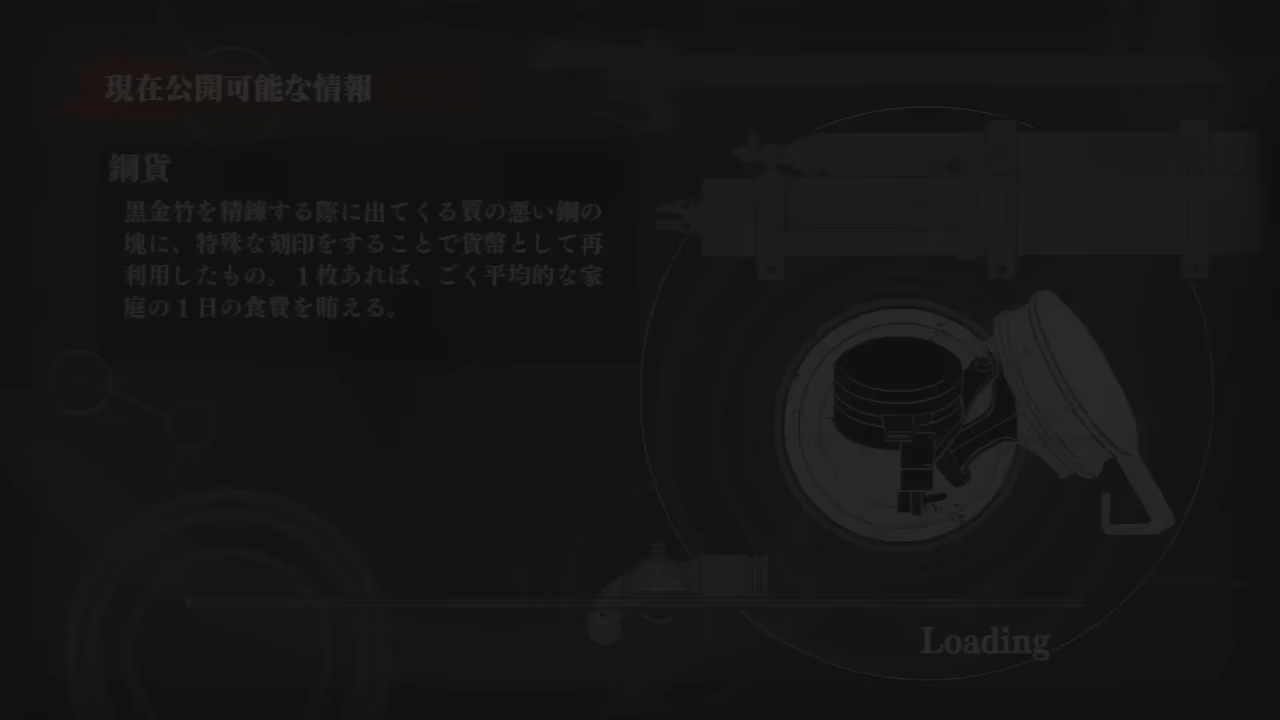 現在公開可能な情報
鋼貨
黒金竹を精錬する際に出てくる質の悪い鋼の
塊に、特殊な刻印をすることで貨幣として再
利用したもの。１枚あれば、ごく平均的な家
庭の１日の食費を賄える。
Loading